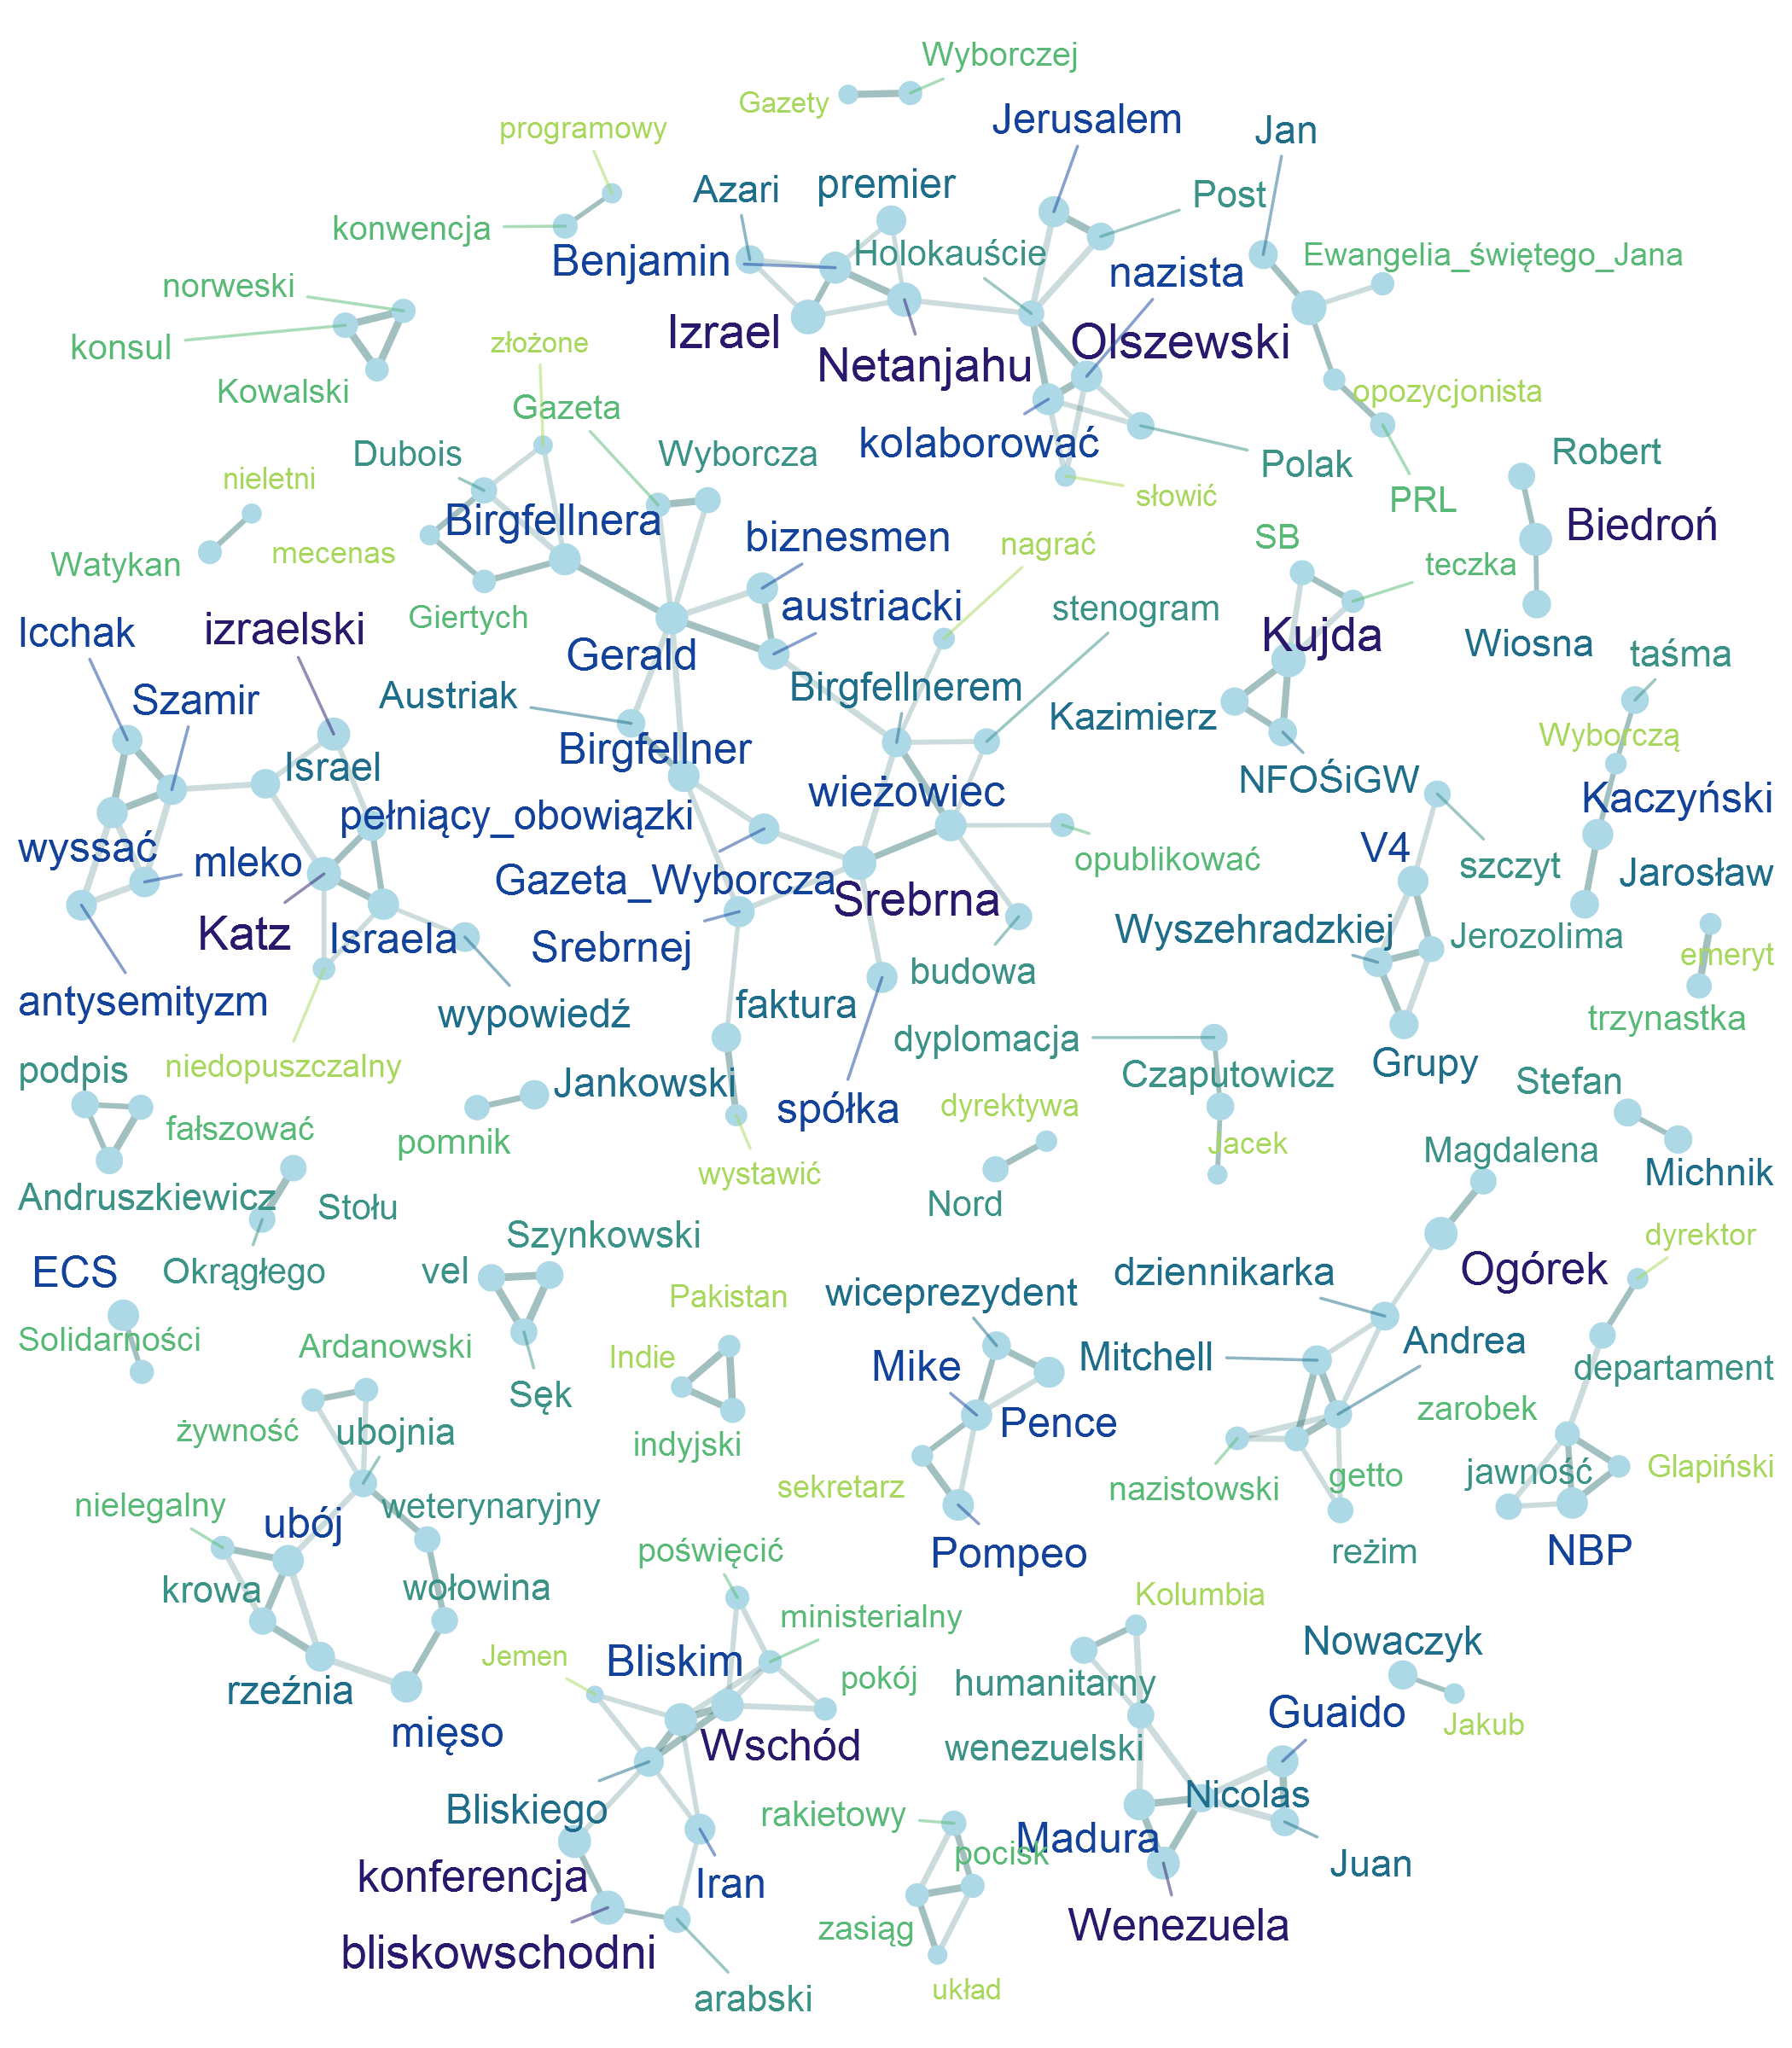 Wyborczej
Gazety
programowy
Jerusalem
Jan
Azari
premier
Post
konwencja
Benjamin
Holokauście
nazista
Ewangelia_świętego_Jana
norweski
konsul
Izrael
Netanjahu
Olszewski
złożone
Kowalski
Gazeta
opozycjonista
Dubois
Wyborcza
kolaborować
Polak
Robert
nieletni
słowić
PRL
Birgfellnera
biznesmen
nagrać
SB
Biedroń
Watykan
mecenas
teczka
Giertych
austriacki
stenogram
Icchak
izraelski
Gerald
Kujda
Wiosna
taśma
Szamir
Austriak
Birgfellnerem
Kazimierz
Birgfellner
Wyborczą
Israel
wieżowiec
NFOŚiGW
Kaczyński
pełniący_obowiązki
wyssać
mleko
opublikować
V4
szczyt
Jarosław
Gazeta_Wyborcza
Srebrna
Katz
Israela
Srebrnej
Wyszehradzkiej
Jerozolima
emeryt
antysemityzm
wypowiedź
faktura
budowa
trzynastka
podpis
niedopuszczalny
dyplomacja
Grupy
Jankowski
Czaputowicz
Stefan
fałszować
pomnik
spółka
dyrektywa
Jacek
Magdalena
wystawić
Michnik
Andruszkiewicz
Stołu
Nord
Szynkowski
dyrektor
ECS
Okrągłego
vel
Pakistan
wiceprezydent
dziennikarka
Ogórek
Solidarności
Ardanowski
Indie
Mike
Mitchell
Andrea
departament
Sęk
żywność
ubojnia
indyjski
Pence
zarobek
sekretarz
nazistowski
getto
jawność
Glapiński
nielegalny
ubój
weterynaryjny
poświęcić
Pompeo
reżim
NBP
krowa
wołowina
Kolumbia
ministerialny
Jemen
Bliskim
pokój
Nowaczyk
rzeźnia
humanitarny
mięso
Wschód
wenezuelski
Guaido
Jakub
Bliskiego
rakietowy
Nicolas
Madura
pocisk
Juan
konferencja
Iran
zasiąg
Wenezuela
bliskowschodni
arabski
układ